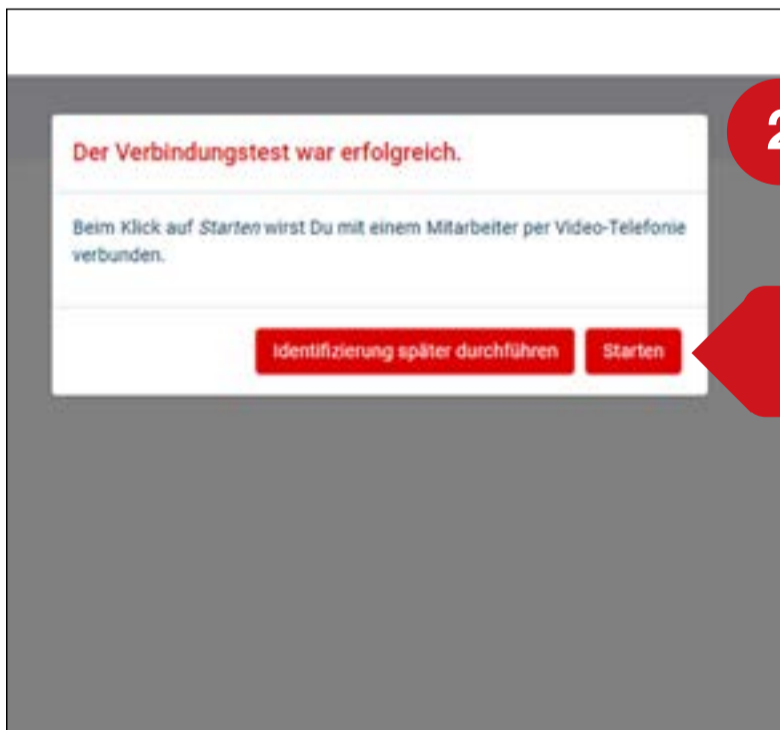 2
Der Verbindungstest war erfolgreich.
Beim Klick auf Starten wirst Du mit einem Mitarbeiter per Video-Telefonie
verbunden.
Identifizierung später durchführen
Starten